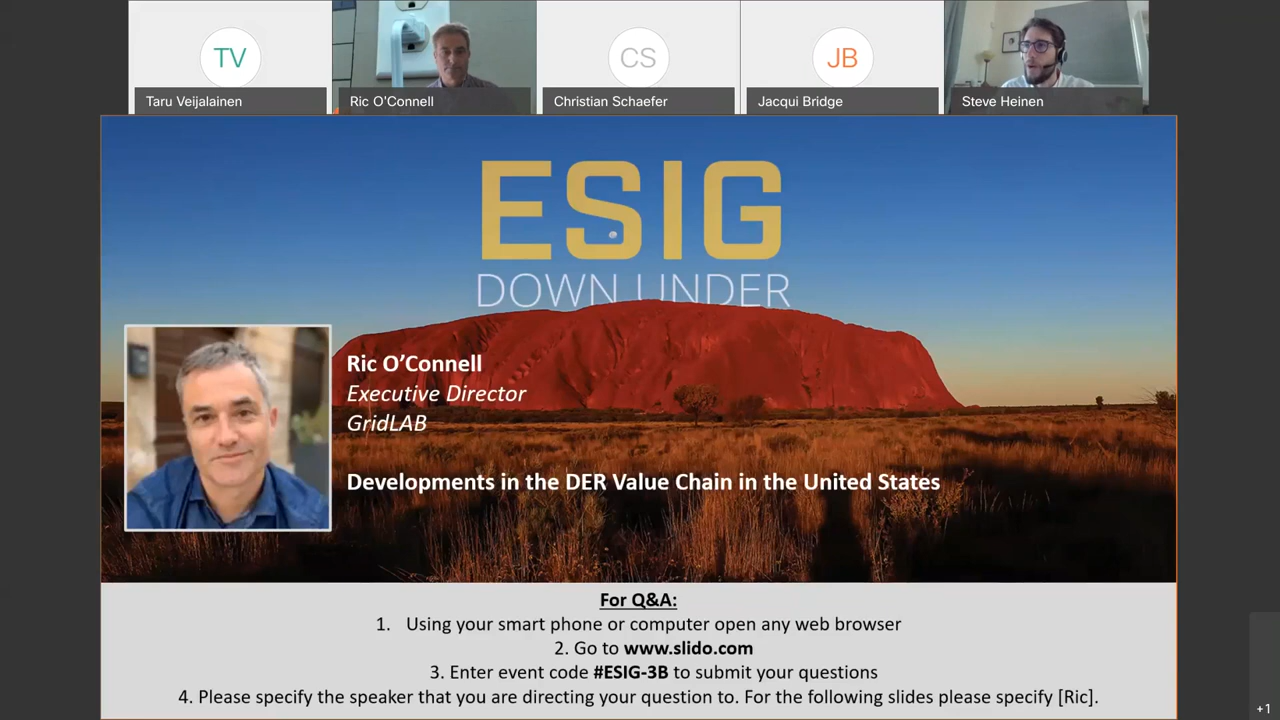 TV
CS
JB
Taru Veijalainen
Ric O'Connell
Christian Schaefer
Jacqui Bridge
Steve Heinen
ESIG
DOWN UNDER
Ric O’Connell
Executive Director
GridLAB
Developments in the DER Value Chain in the United States
For Q&A:
1. Using your smart phone or computer open any web browser
2. Go to www.slido.com
3. Enter event code #ESIG-3B to submit your questions
4. Please specify the speaker that you are directing your question to. For the following slides please specify [Ric].
+1